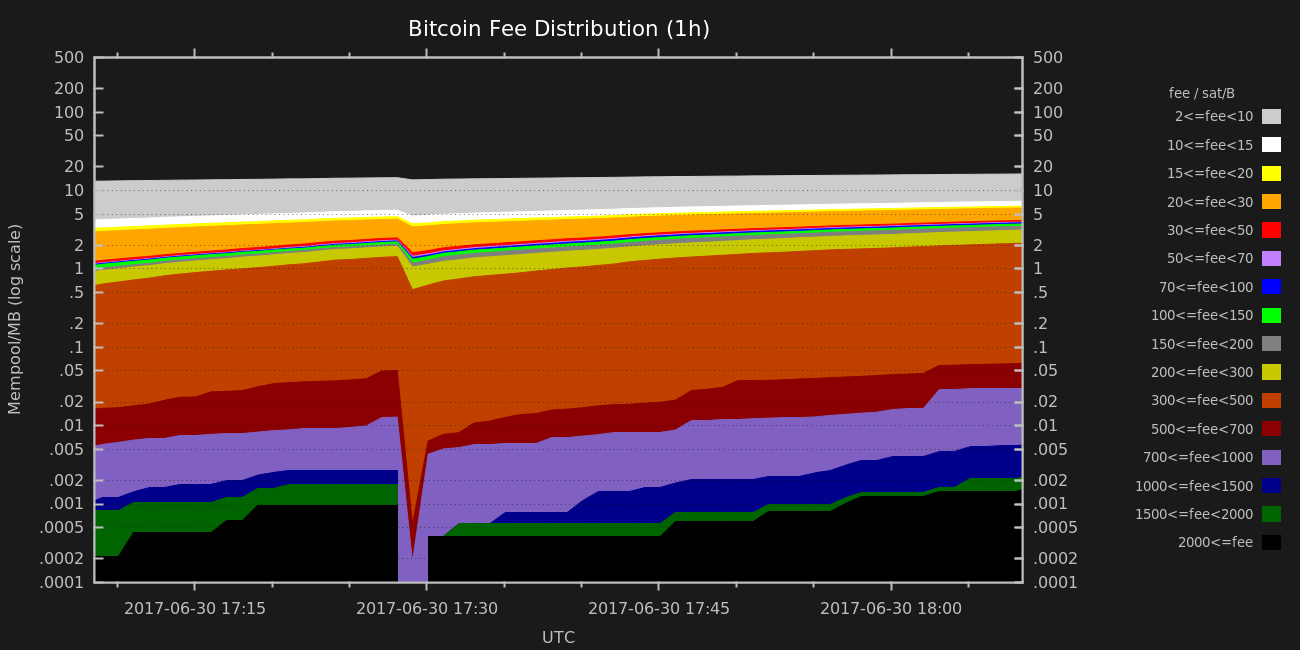 Bitcoin Fee Distribution (1h)
500
200
100
50
20
10
5
2
1
.5
.2
.1
.05
.02
.01
.005
.002
.001
.0005
.0002
.0001
Mempool/MB (log scale)
500
200
100
50
20
10
5
2
1
.5
.2
.1
.05
.02
.01
.005
.002
.001
.0005
.0002
.0001
2017-06-30 17:15
2017-06-30 17:30
2017-06-30 17:45
2017-06-30 18:00
UTC
fee / sat/B
2<=fee<10
10<=fee<15
15<=fee<20
20<=fee<30
30<=fee<50
50<=fee<70
70<=fee<100
100<=fee<150
150<=fee<200
200<=fee<300
300<=fee<500
500<=fee<700
700<=fee<1000
1000<=fee<1500
1500<=fee<2000
2000<=fee